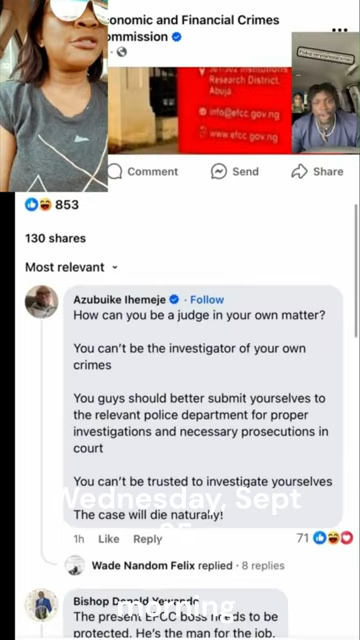 onomic and Financial Crimes
ommission
Research District,
Abuja
info@efcc.gov.ng
www.efcc.gov.ng
Comment
Send
Share
853
130 shares
Most relevant
Azubuike Ihemeje · Follow
How can you be a judge in your own matter?
You can't be the investigator of your own
crimes
You guys should better submit yourselves to
the relevant police department for proper
investigations and necessary prosecutions in
court
You can't be trusted to investigate yourselves
Wednesday, Sept
The case will die naturally!
1h Like Reply
71
Wade Nandom Felix replied · 8 replies
Bishop Donald
morning
The present EFCC boss needs to be
protected. He's the man for the job.